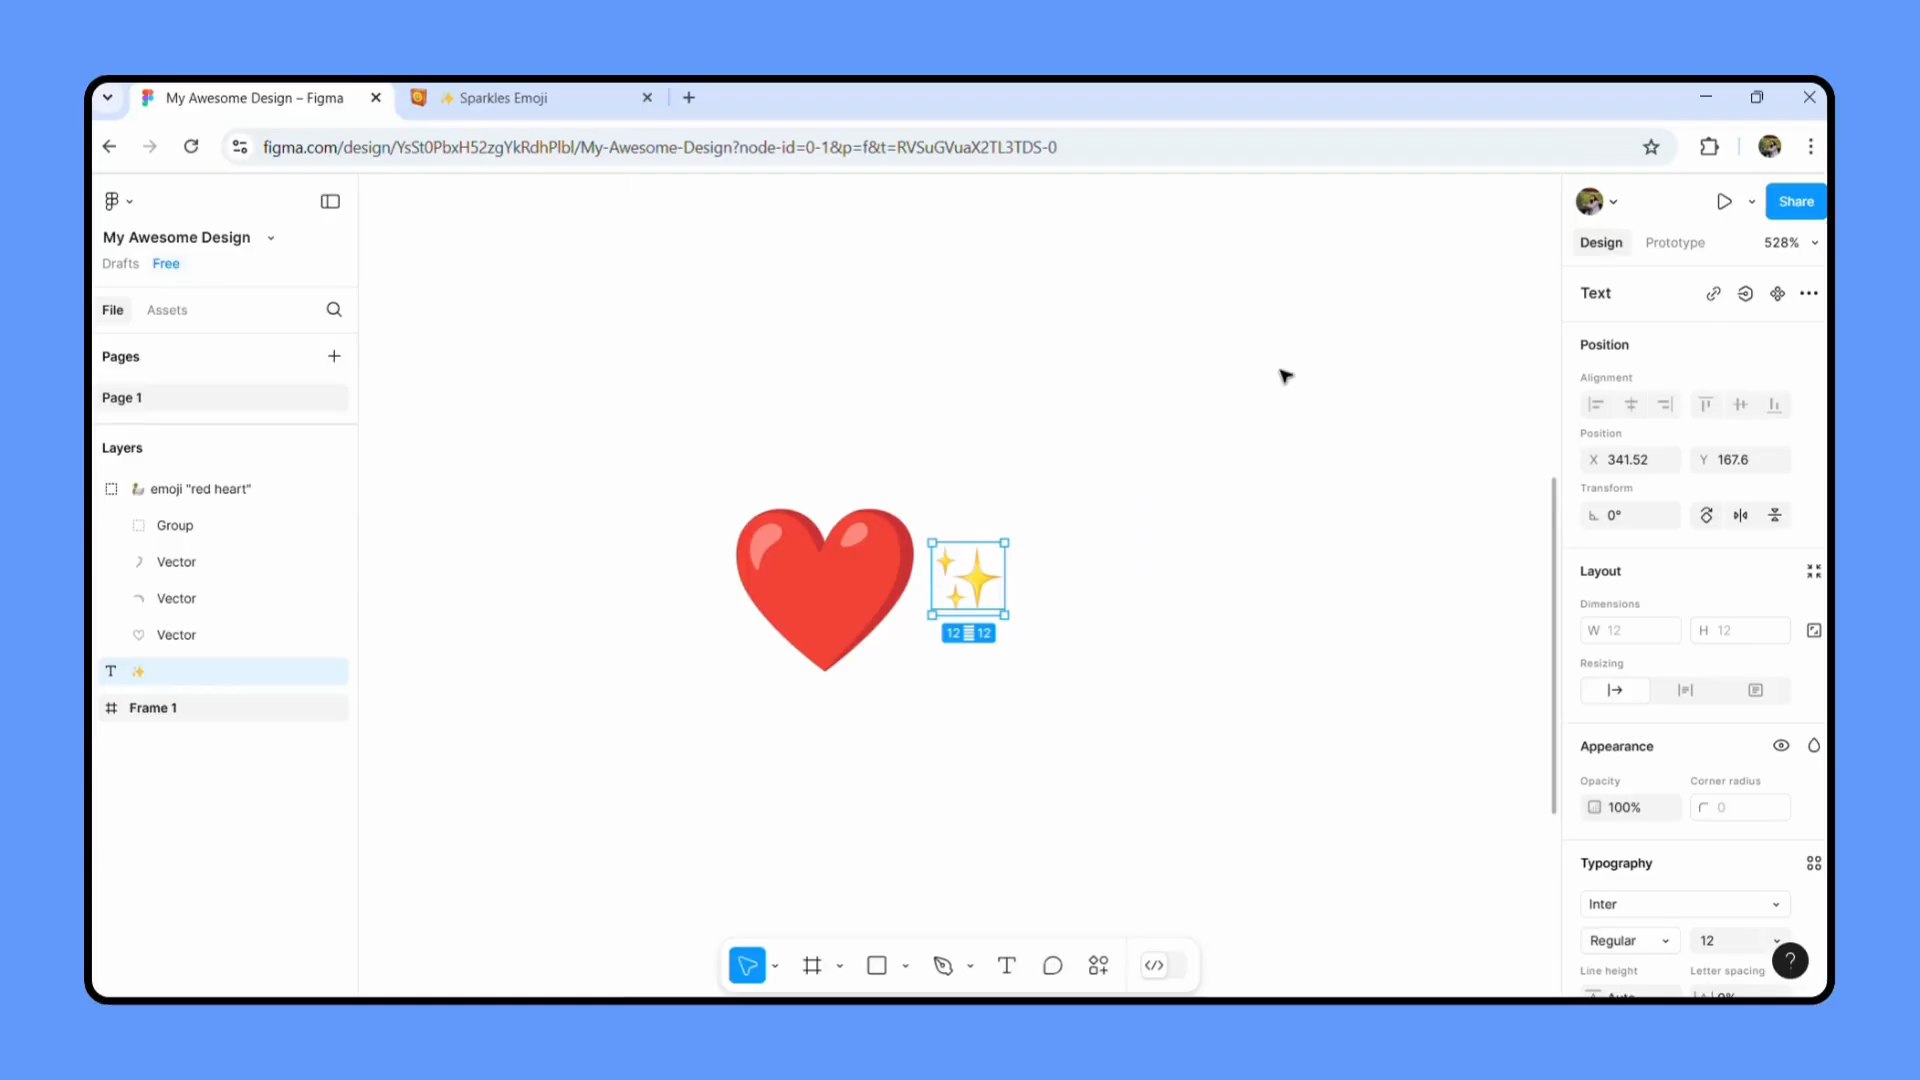 My Awesome Design – Figma
✨ Sparkles Emoji
figma.com/design/YsSt0PbxH52zgYkRdhPlbl/My-Awesome-Design?node-id=0-1&p=f&t=RVSuGVuaX2TL3TDS-0
My Awesome Design
Drafts Free
File Assets
Pages
Page 1
Layers
emoji "red heart"
Group
Vector
Vector
Vector
T ✨
Frame 1
12 12
Share
Design Prototype 528%
Text
Position
Alignment
Position
X 341.52 Y 167.6
Transform
0°
Layout
Dimensions
W 12 H 12
Resizing
Appearance
Opacity Corner radius
100% 0
Typography
Inter
Regular 12
Line height Letter spacing
?